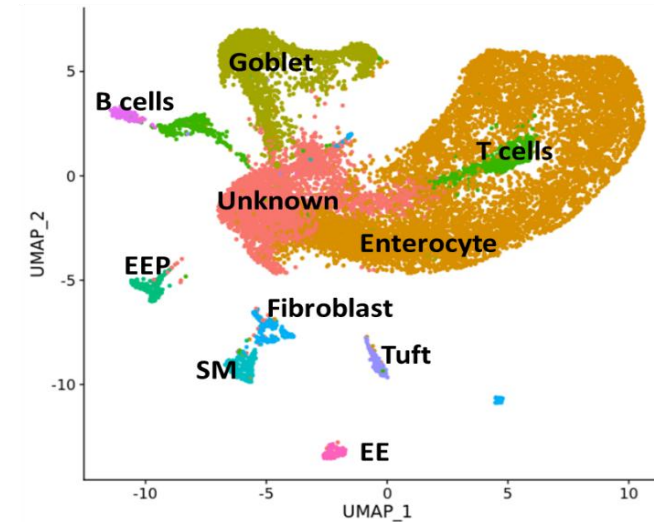 Goblet
5
B cells
T cells
0
Unknown
Enterocyte
UMAP_2
EEP
-5
Fibroblast
Tuft
SM
-10
EE
-10
-5
0
5
10
UMAP_1